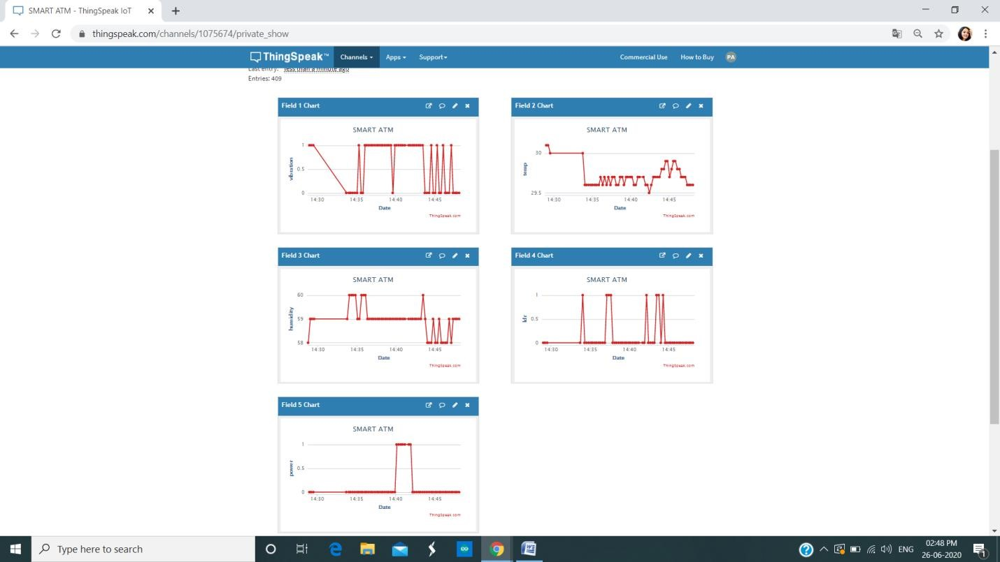 SMART ATM - ThingSpeak IoT
thingspeak.com/channels/1075674/private_show
ThingSpeak™ Channels Apps Support Commercial Use How to Buy PA
Last entry: less than a minute ago
Entries: 409
Field 1 Chart
SMART ATM
vibration
1
0.5
0
14:30 14:35 14:40 14:45
Date
ThingSpeak.com
Field 2 Chart
SMART ATM
temp
30
29.5
14:30 14:35 14:40 14:45
Date
ThingSpeak.com
Field 3 Chart
SMART ATM
humidity
60
59
58
14:30 14:35 14:40 14:45
Date
ThingSpeak.com
Field 4 Chart
SMART ATM
ldr
1
0.5
0
14:30 14:35 14:40 14:45
Date
ThingSpeak.com
Field 5 Chart
SMART ATM
power
1
0.5
0
14:30 14:35 14:40 14:45
Date
ThingSpeak.com
Type here to search
ENG
02:48 PM
26-06-2020
1